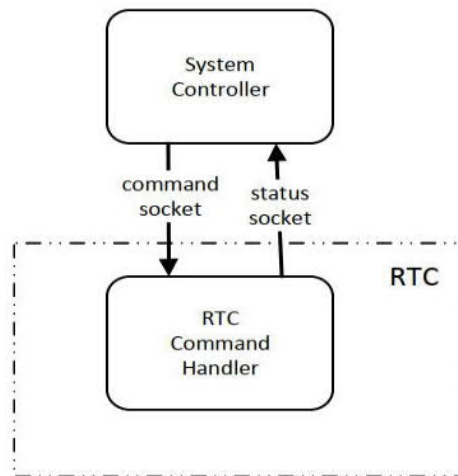 System
Controller
command
socket
status
socket
RTC
RTC
Command
Handler